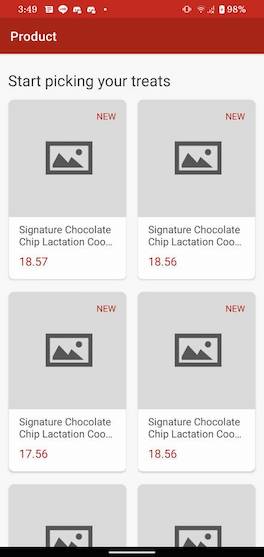 3:49
98%
Product
Start picking your treats
NEW
NEW
Signature Chocolate
Chip Lactation Coo...
18.57
Signature Chocolate
Chip Lactation Coo...
18.56
NEW
NEW
Signature Chocolate
Chip Lactation Coo...
17.56
Signature Chocolate
Chip Lactation Coo...
18.56